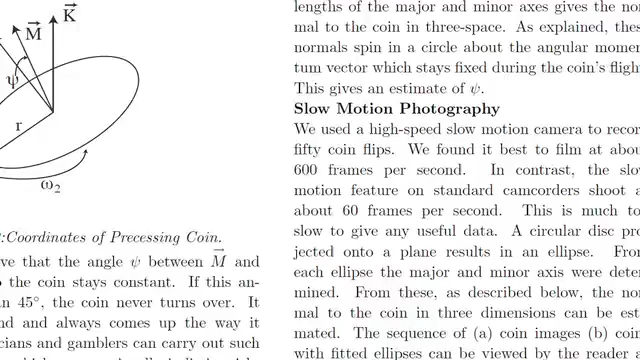 M
K
ψ
r
ω2
:Coordinates of Precessing Coin.
ve that the angle ψ between M and
the coin stays constant. If this an-
an 45°, the coin never turns over. It
nd and always comes up the way it
cians and gamblers can carry out such
lengths of the major and minor axes gives the nor
mal to the coin in three-space. As explained, thes
normals spin in a circle about the angular momen
tum vector which stays fixed during the coin's fligh
This gives an estimate of ψ.
Slow Motion Photography
We used a high-speed slow motion camera to recor
fifty coin flips. We found it best to film at abou
600 frames per second. In contrast, the slo
motion feature on standard camcorders shoot a
about 60 frames per second. This is much to
slow to give any useful data. A circular disc pro
jected onto a plane results in an ellipse. From
each ellipse the major and minor axis were deter
mined. From these, as described below, the nor
mal to the coin in three dimensions can be esti
mated. The sequence of (a) coin images (b) coin
with fitted ellipses can be viewed by the reader a